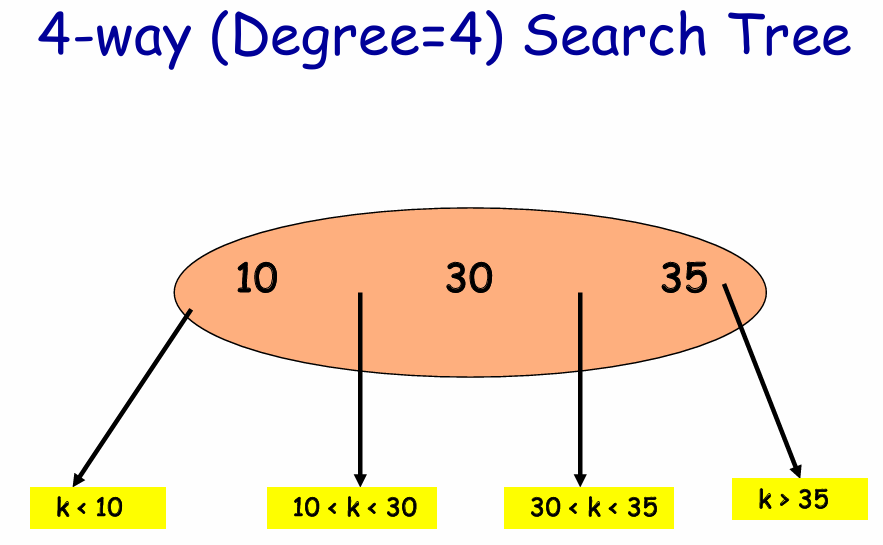 4-way (Degree=4) Search Tree
10 30 35
k < 10
10 < k < 30
30 < k < 35
k > 35